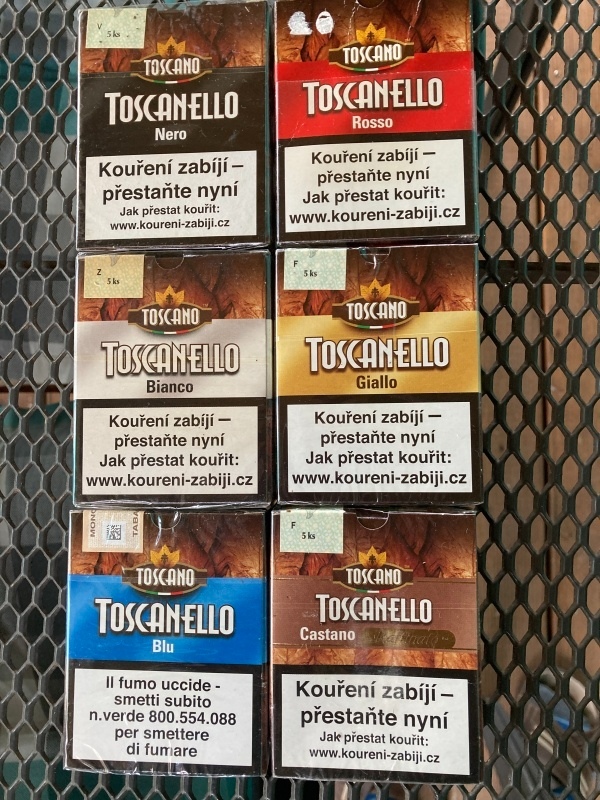 V
5 ks
TOSCANO
TOSCANELLO
Nero
Kouření zabíjí –
přestaňte nyní
Jak přestat kouřit:
www.koureni-zabiji.cz
TOSCANO
TOSCANELLO
Rosso
Kouření zabíjí –
přestaňte nyní
Jak přestat kouřit:
www.koureni-zabiji.cz
Z
5 ks
TOSCANO
TOSCANELLO
Bianco
Kouření zabíjí –
přestaňte nyní
Jak přestat kouřit:
www.koureni-zabiji.cz
F
5 ks
TOSCANO
TOSCANELLO
Giallo
Kouření zabíjí –
přestaňte nyní
Jak přestat kouřit:
www.koureni-zabiji.cz
TOSCANO
TOSCANELLO
Blu
Il fumo uccide -
smetti subito
n.verde 800.554.088
per smettere
di fumare
F
5 ks
TOSCANO
TOSCANELLO
Castano
Kouření zabíjí –
přestaňte nyní
Jak přestat kouřit:
www.koureni-zabiji.cz